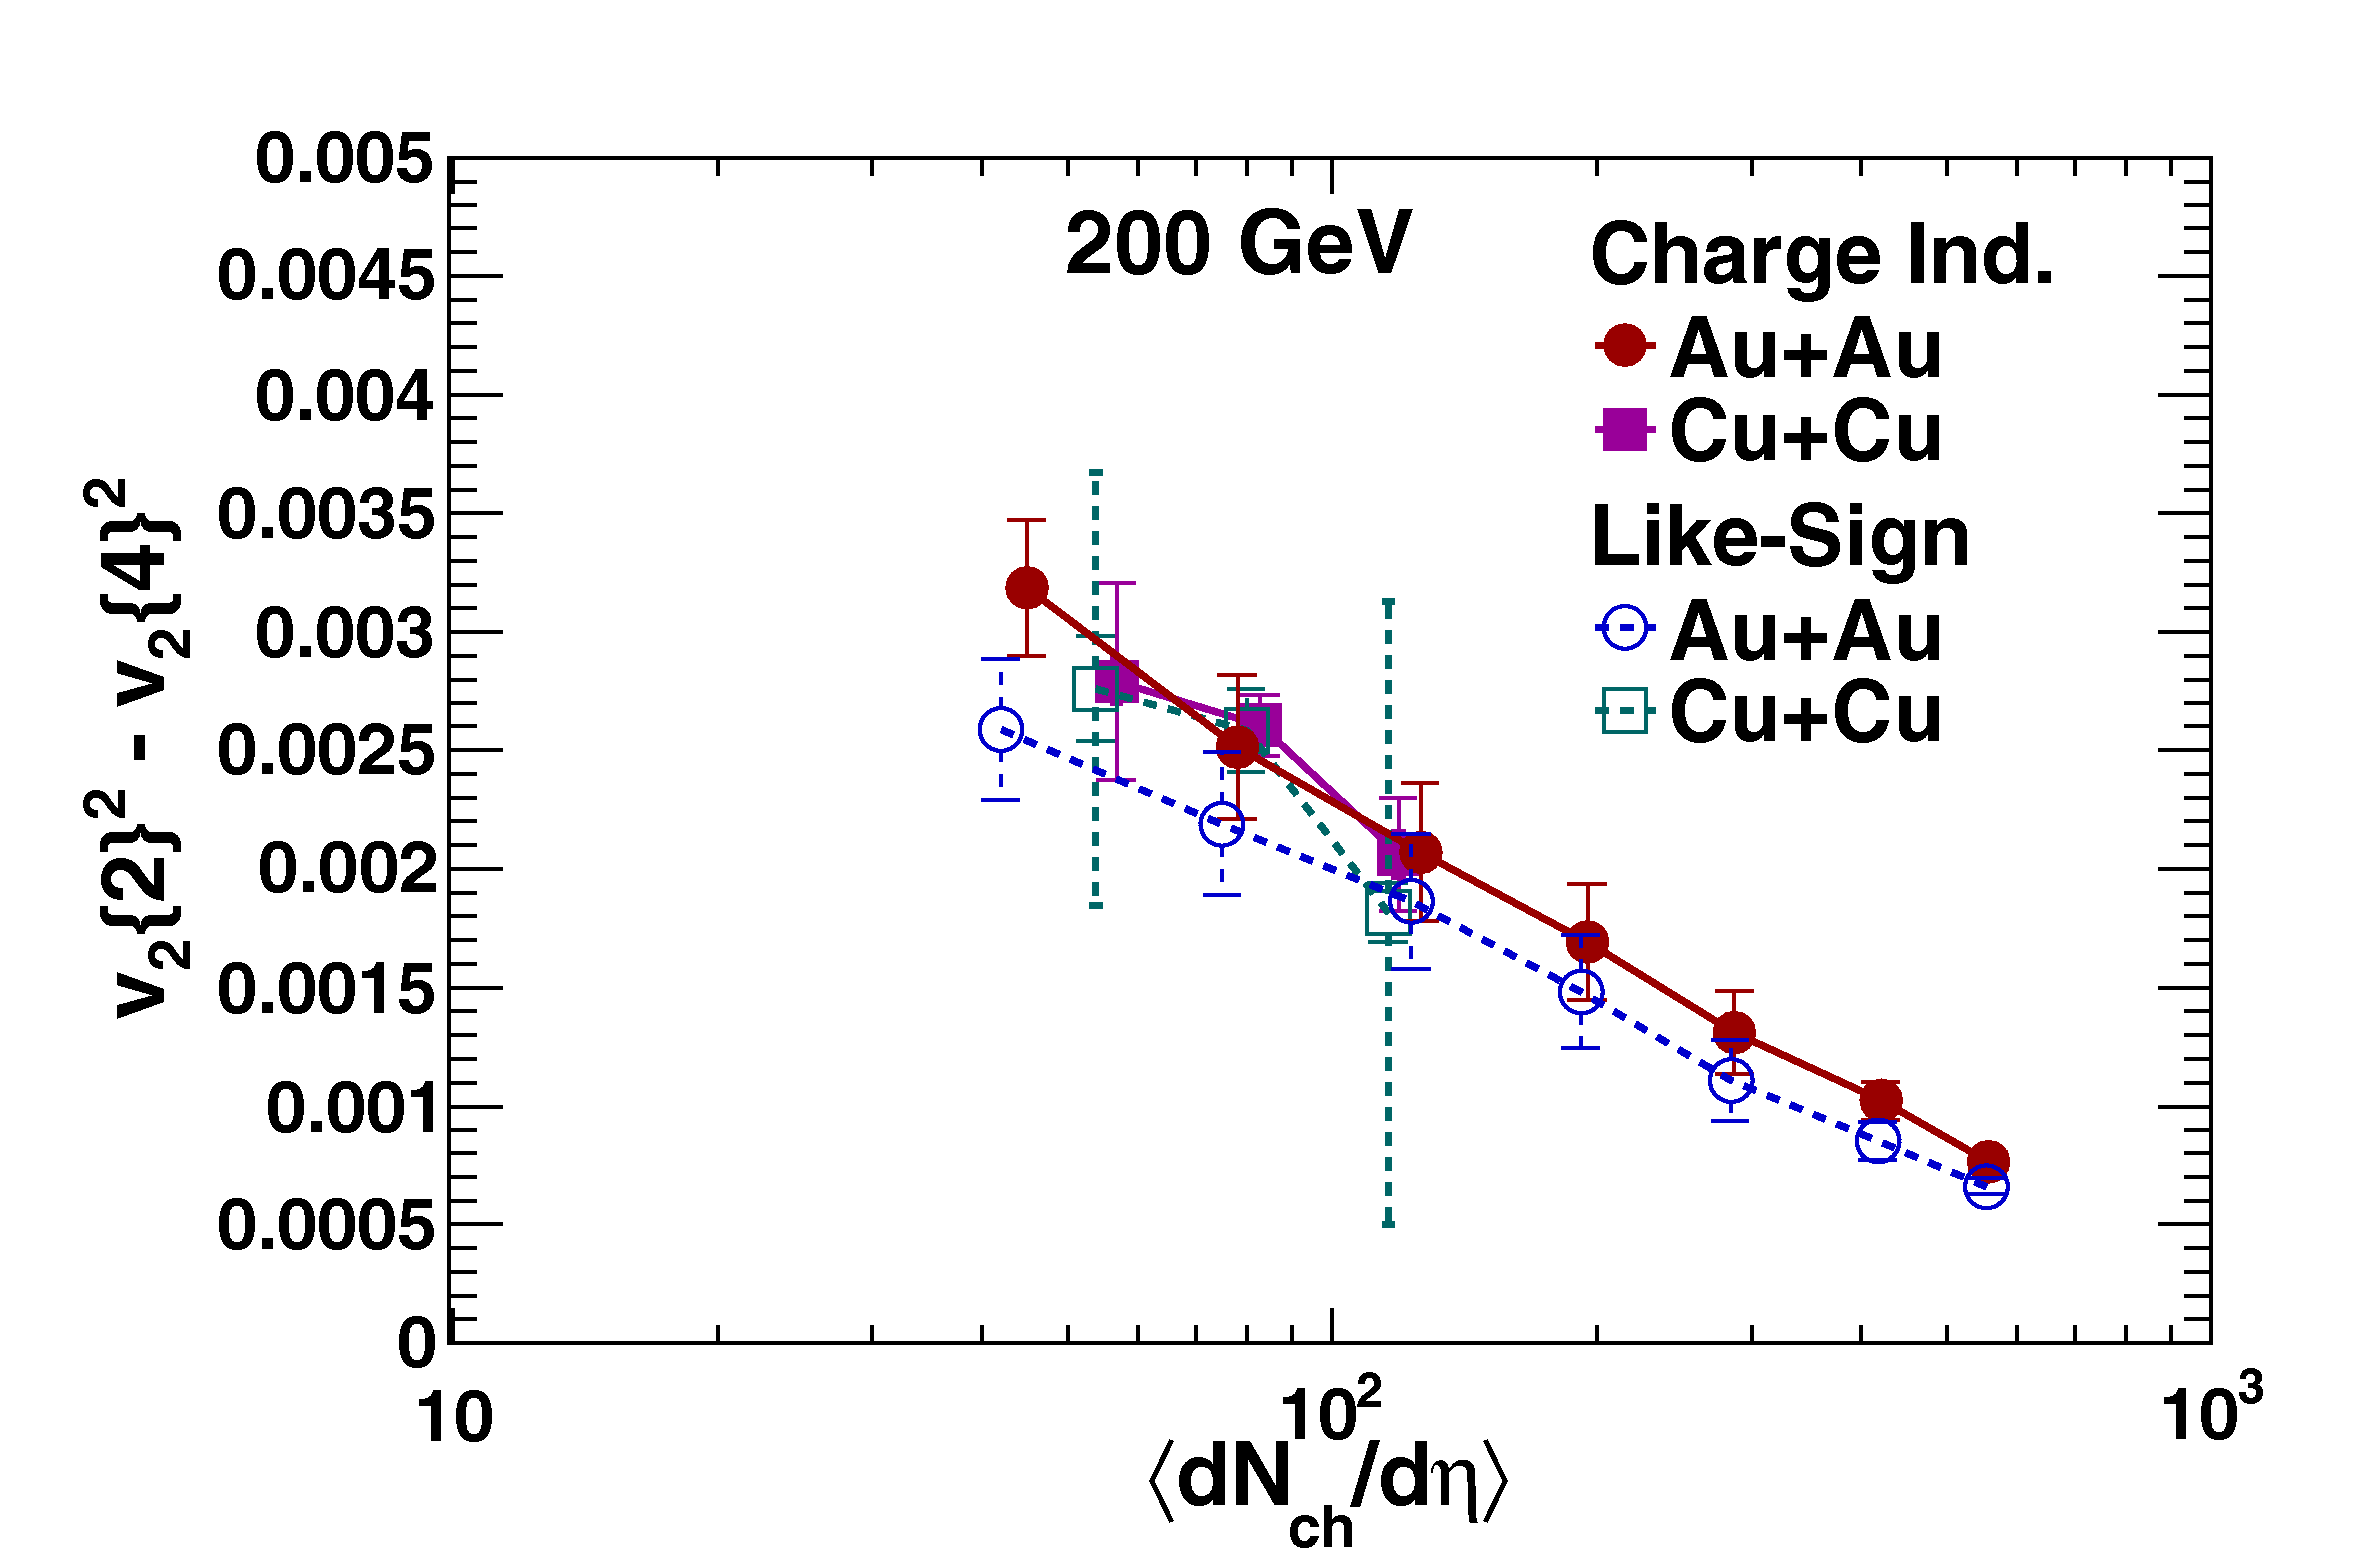 200 GeV
Charge Ind.
Au+Au
Cu+Cu
Like-Sign
Au+Au
Cu+Cu
0.005
0.0045
0.004
0.0035
0.003
0.0025
0.002
0.0015
0.001
0.0005
0
v₂{2}² - v₂{4}²
10
10²
10³
⟨dN_ch/dη⟩